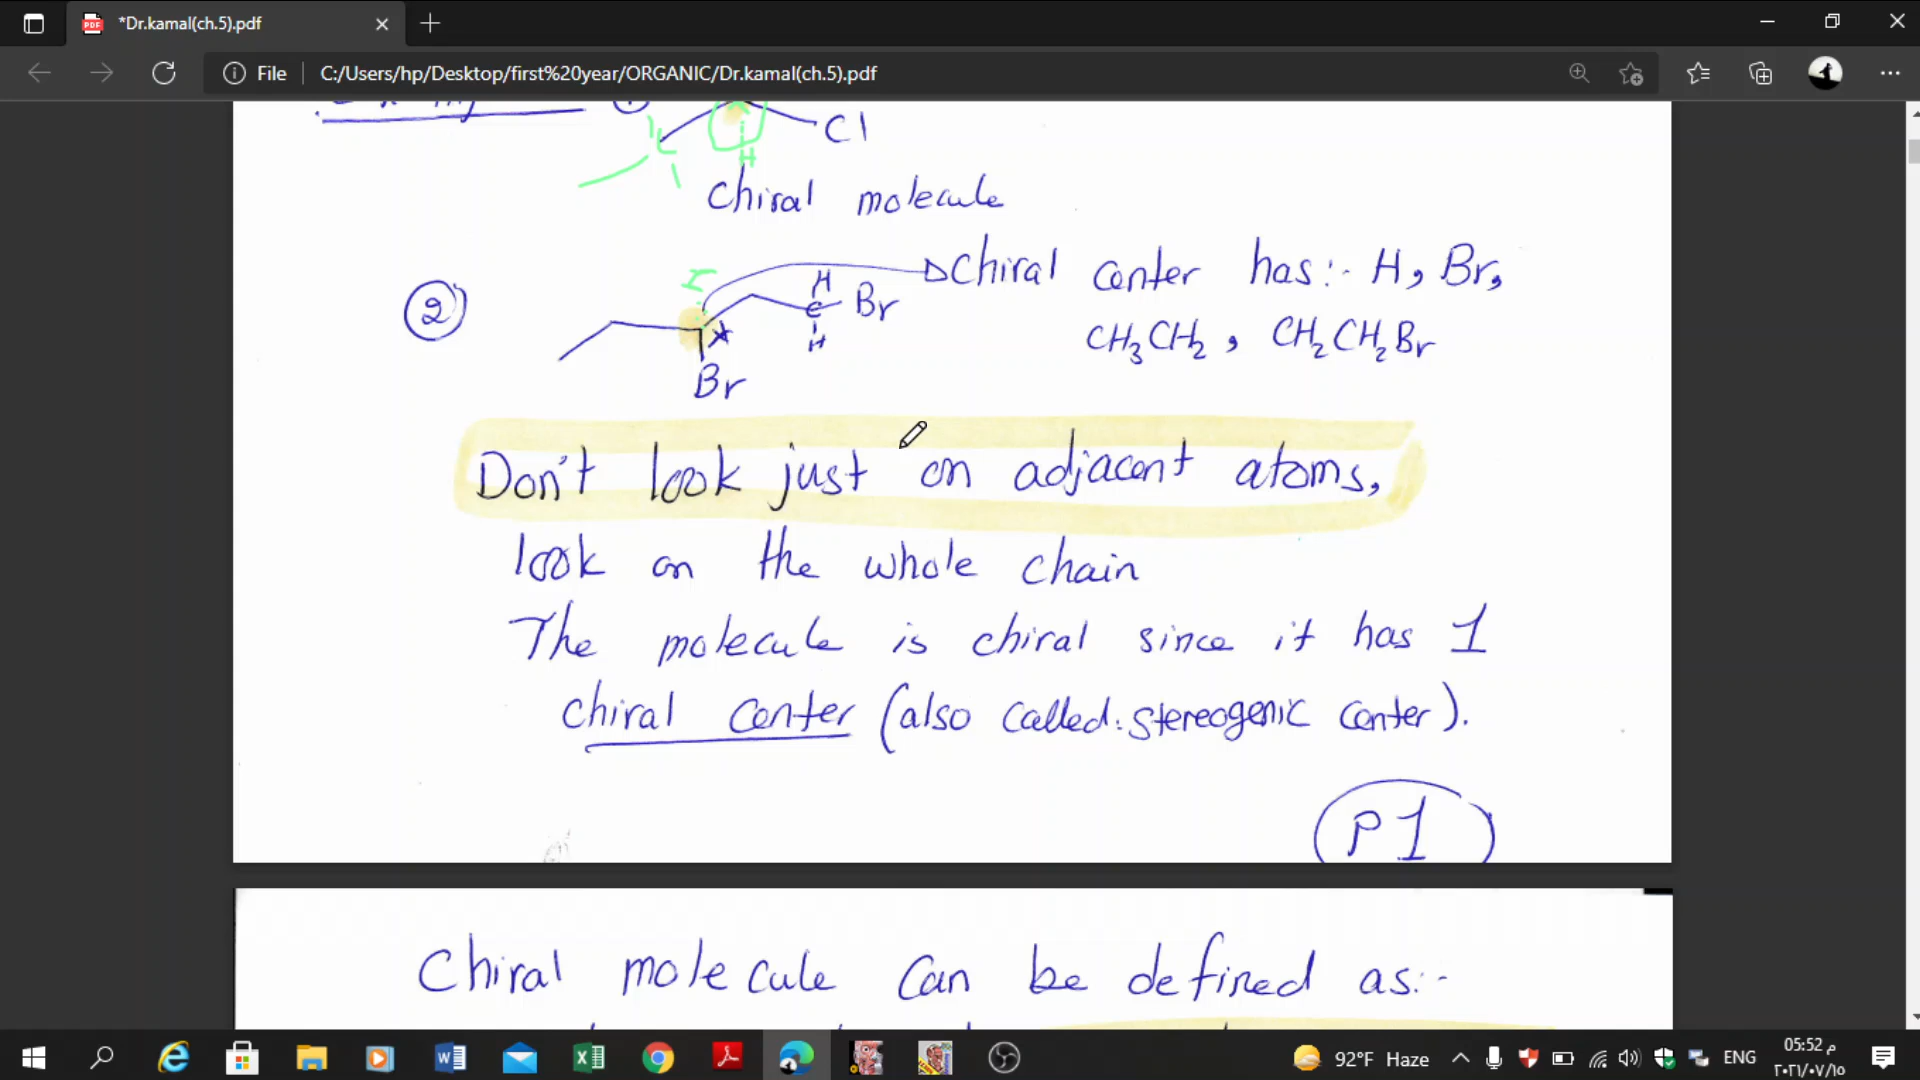 *Dr.kamal(ch.5).pdf
File
C:/Users/hp/Desktop/first%20year/ORGANIC/Dr.kamal(ch.5).pdf
Cl
H
Chiral molecule
② H Br Chiral center has:- H, Br,
C
H
CH₃CH₂ , CH₂CH₂Br
Br
Don't look just on adjacent atoms,
look on the whole chain
The molecule is chiral since it has 1
chiral center (also called: stereogenic center).
P1
Chiral molecule can be defined as:-
92°F Haze
ENG
05:52 م
٢٠٢١/٠٧/١٥